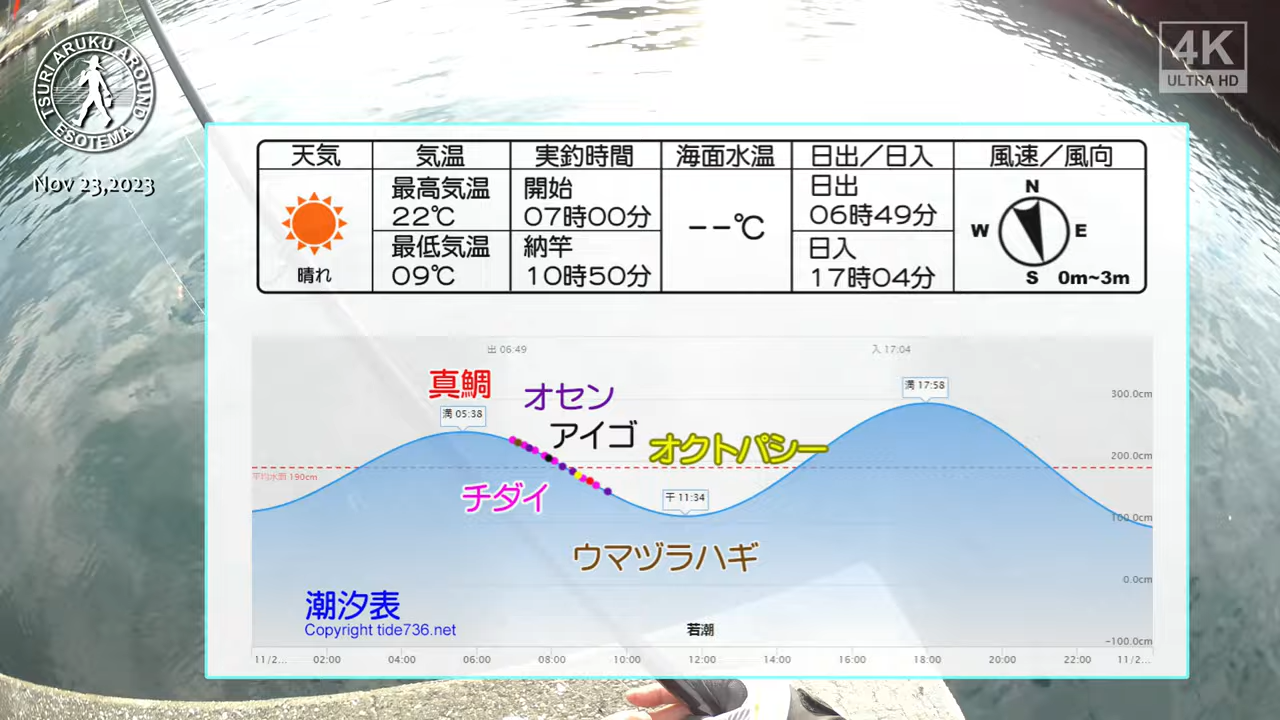 TSURI ARUKU AROUND
ESOTEMA
Nov 23,2023
4K
ULTRA HD
天気 気温 実釣時間 海面水温 日出／日入 風速／風向
晴れ
最高気温
22℃
最低気温
09℃
開始
07時00分
納竿
10時50分
--℃
日出
06時49分
日入
17時04分
N
W E
S 0m~3m
出 06:49 入 17:04
真鯛
オセン
満 05:38
満 17:58
300.0cm
アイゴ
オクトパシー
200.0cm
平均水面 190cm
チダイ
干 11:34
100.0cm
ウマヅラハギ
0.0cm
潮汐表
Copyright tide736.net
若潮
-100.0cm
11/2... 02:00 04:00 06:00 08:00 10:00 12:00 14:00 16:00 18:00 20:00 22:00 11/2...